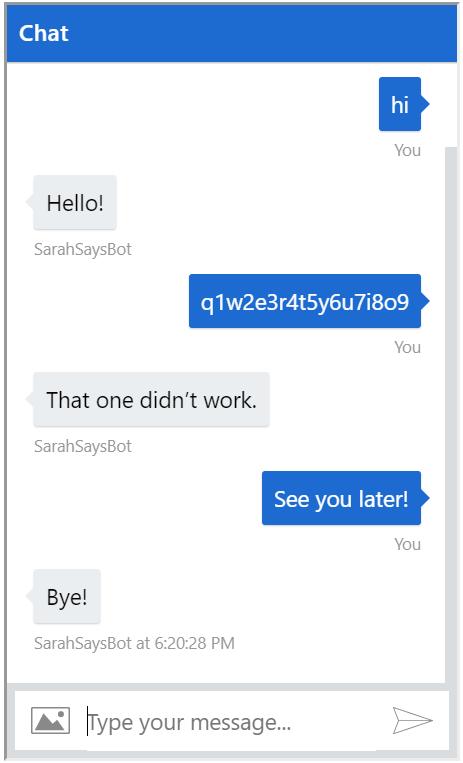 Chat
hi
You
Hello!
SarahSaysBot
q1w2e3r4t5y6u7i8o9
You
That one didn't work.
SarahSaysBot
See you later!
You
Bye!
SarahSaysBot at 6:20:28 PM
Type your message...